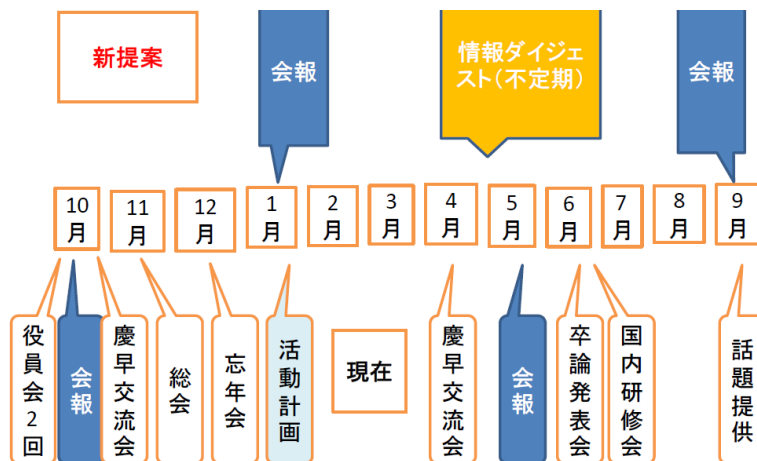 新提案
会報
情報ダイジェ
スト(不定期)
会報
10
月
11
月
12
月
1
月
2
月
3
月
4
月
5
月
6
月
7
月
8
月
9
月
役員会2回
会報
慶早交流会
総会
忘年会
活動計画
現在
慶早交流会
会報
卒論発表会
国内研修会
話題提供